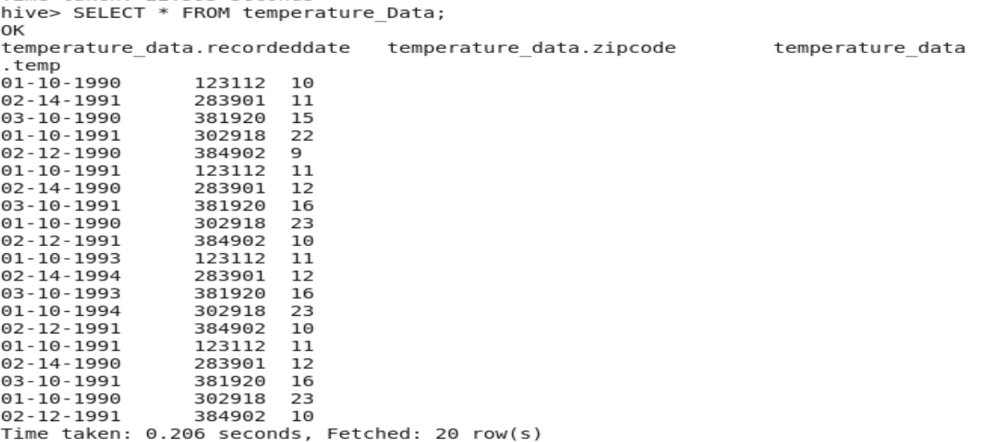 hive> SELECT * FROM temperature_Data;
OK
temperature_data.recordeddate temperature_data.zipcode temperature_data
.temp
01-10-1990 123112 10
02-14-1991 283901 11
03-10-1990 381920 15
01-10-1991 302918 22
02-12-1990 384902 9
01-10-1991 123112 11
02-14-1990 283901 12
03-10-1991 381920 16
01-10-1990 302918 23
02-12-1991 384902 10
01-10-1993 123112 11
02-14-1994 283901 12
03-10-1993 381920 16
01-10-1994 302918 23
02-12-1991 384902 10
01-10-1991 123112 11
02-14-1990 283901 12
03-10-1991 381920 16
01-10-1990 302918 23
02-12-1991 384902 10
Time taken: 0.206 seconds, Fetched: 20 row(s)